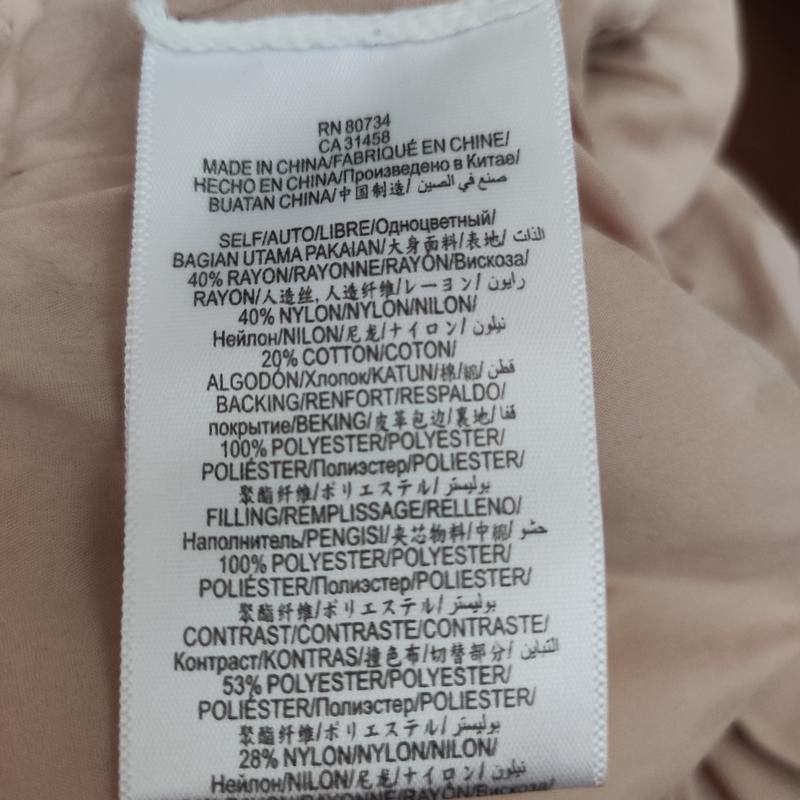 RN 80734
CA 31458
MADE IN CHINA/FABRIQUÉ EN CHINE/
HECHO EN CHINA/Произведено в Китае/
BUATAN CHINA/中国制造/ صنع في الصين
SELF/AUTO/LIBRE/Одноцветный/
BAGIAN UTAMA PAKAIAN/大身面料/表地/ الذات
40% RAYON/RAYONNE/RAYÓN/Вискоза/
RAYON/人造丝, 人造纤维/レーヨン/ رايون
40% NYLON/NYLON/NILON/
Нейлон/NILON/尼龙/ナイロン/ نيلون
20% COTTON/COTON/
ALGODÓN/Хлопок/KATUN/棉/綿/ قطن
BACKING/RENFORT/RESPALDO/
покрытие/BEKING/皮革包边/裏地/ قفا
100% POLYESTER/POLYESTER/
POLIÉSTER/Полиэстер/POLIESTER/
聚酯纤维/ポリエステル/ بوليستر
FILLING/REMPLISSAGE/RELLENO/
Наполнитель/PENGISI/夹芯物料/中綿/ حشو
100% POLYESTER/POLYESTER/
POLIÉSTER/Полиэстер/POLIESTER/
聚酯纤维/ポリエステル/ بوليستر
CONTRAST/CONTRASTE/CONTRASTE/
Контраст/KONTRAS/撞色布/切替部分/ التباين
53% POLYESTER/POLYESTER/
POLIÉSTER/Полиэстер/POLIESTER/
聚酯纤维/ポリエステル/ بوليستر
28% NYLON/NYLON/NILON/
Нейлон/NILON/尼龙/ナイロン/ نيلون
RAYON/RAYONNE/RAYÓN/Вискоза/